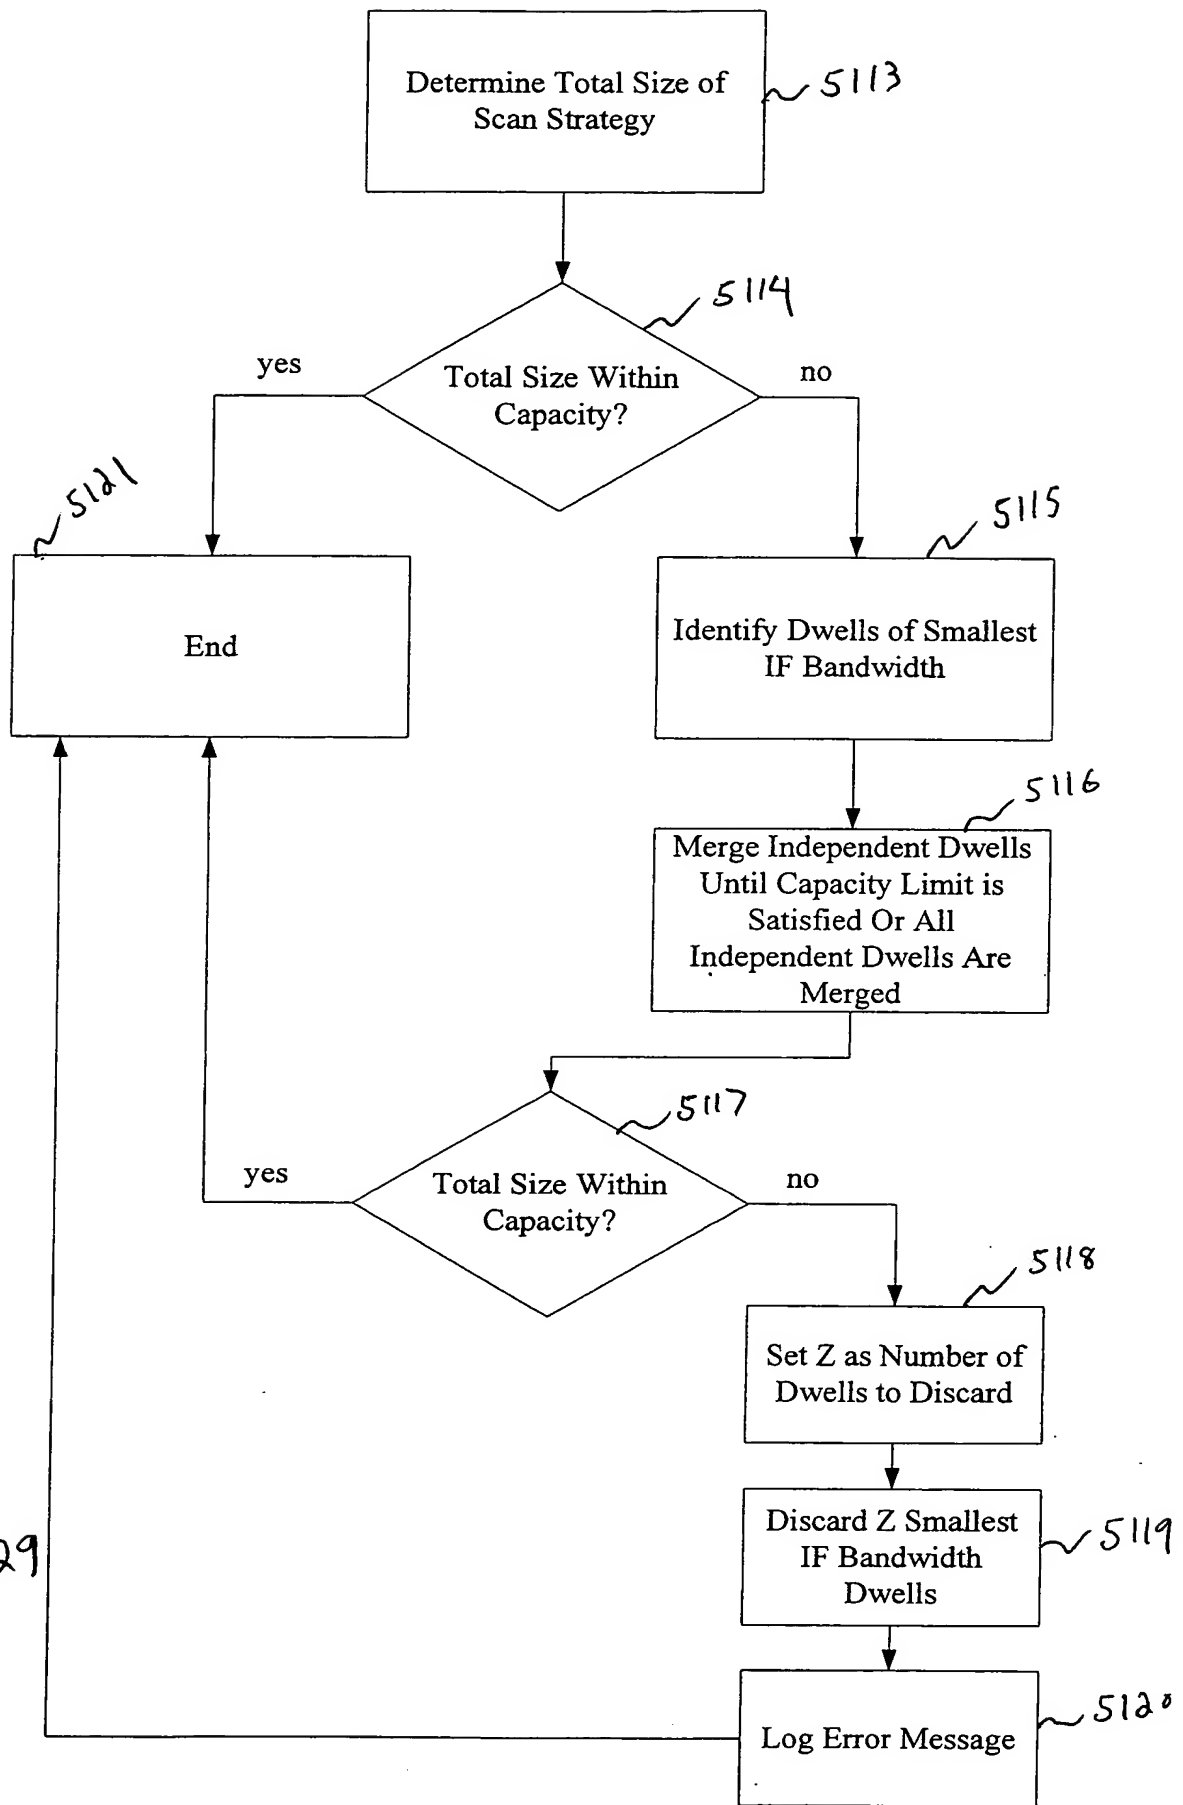 Determine Total Size of
Scan Strategy
5113
5114
yes
Total Size Within
Capacity?
no
5121
5115
End
Identify Dwells of Smallest
IF Bandwidth
5116
Merge Independent Dwells
Until Capacity Limit is
Satisfied Or All
Independent Dwells Are
Merged
5117
yes
Total Size Within
Capacity?
no
5118
Set Z as Number of
Dwells to Discard
29
Discard Z Smallest
IF Bandwidth
Dwells
5119
Log Error Message
5120